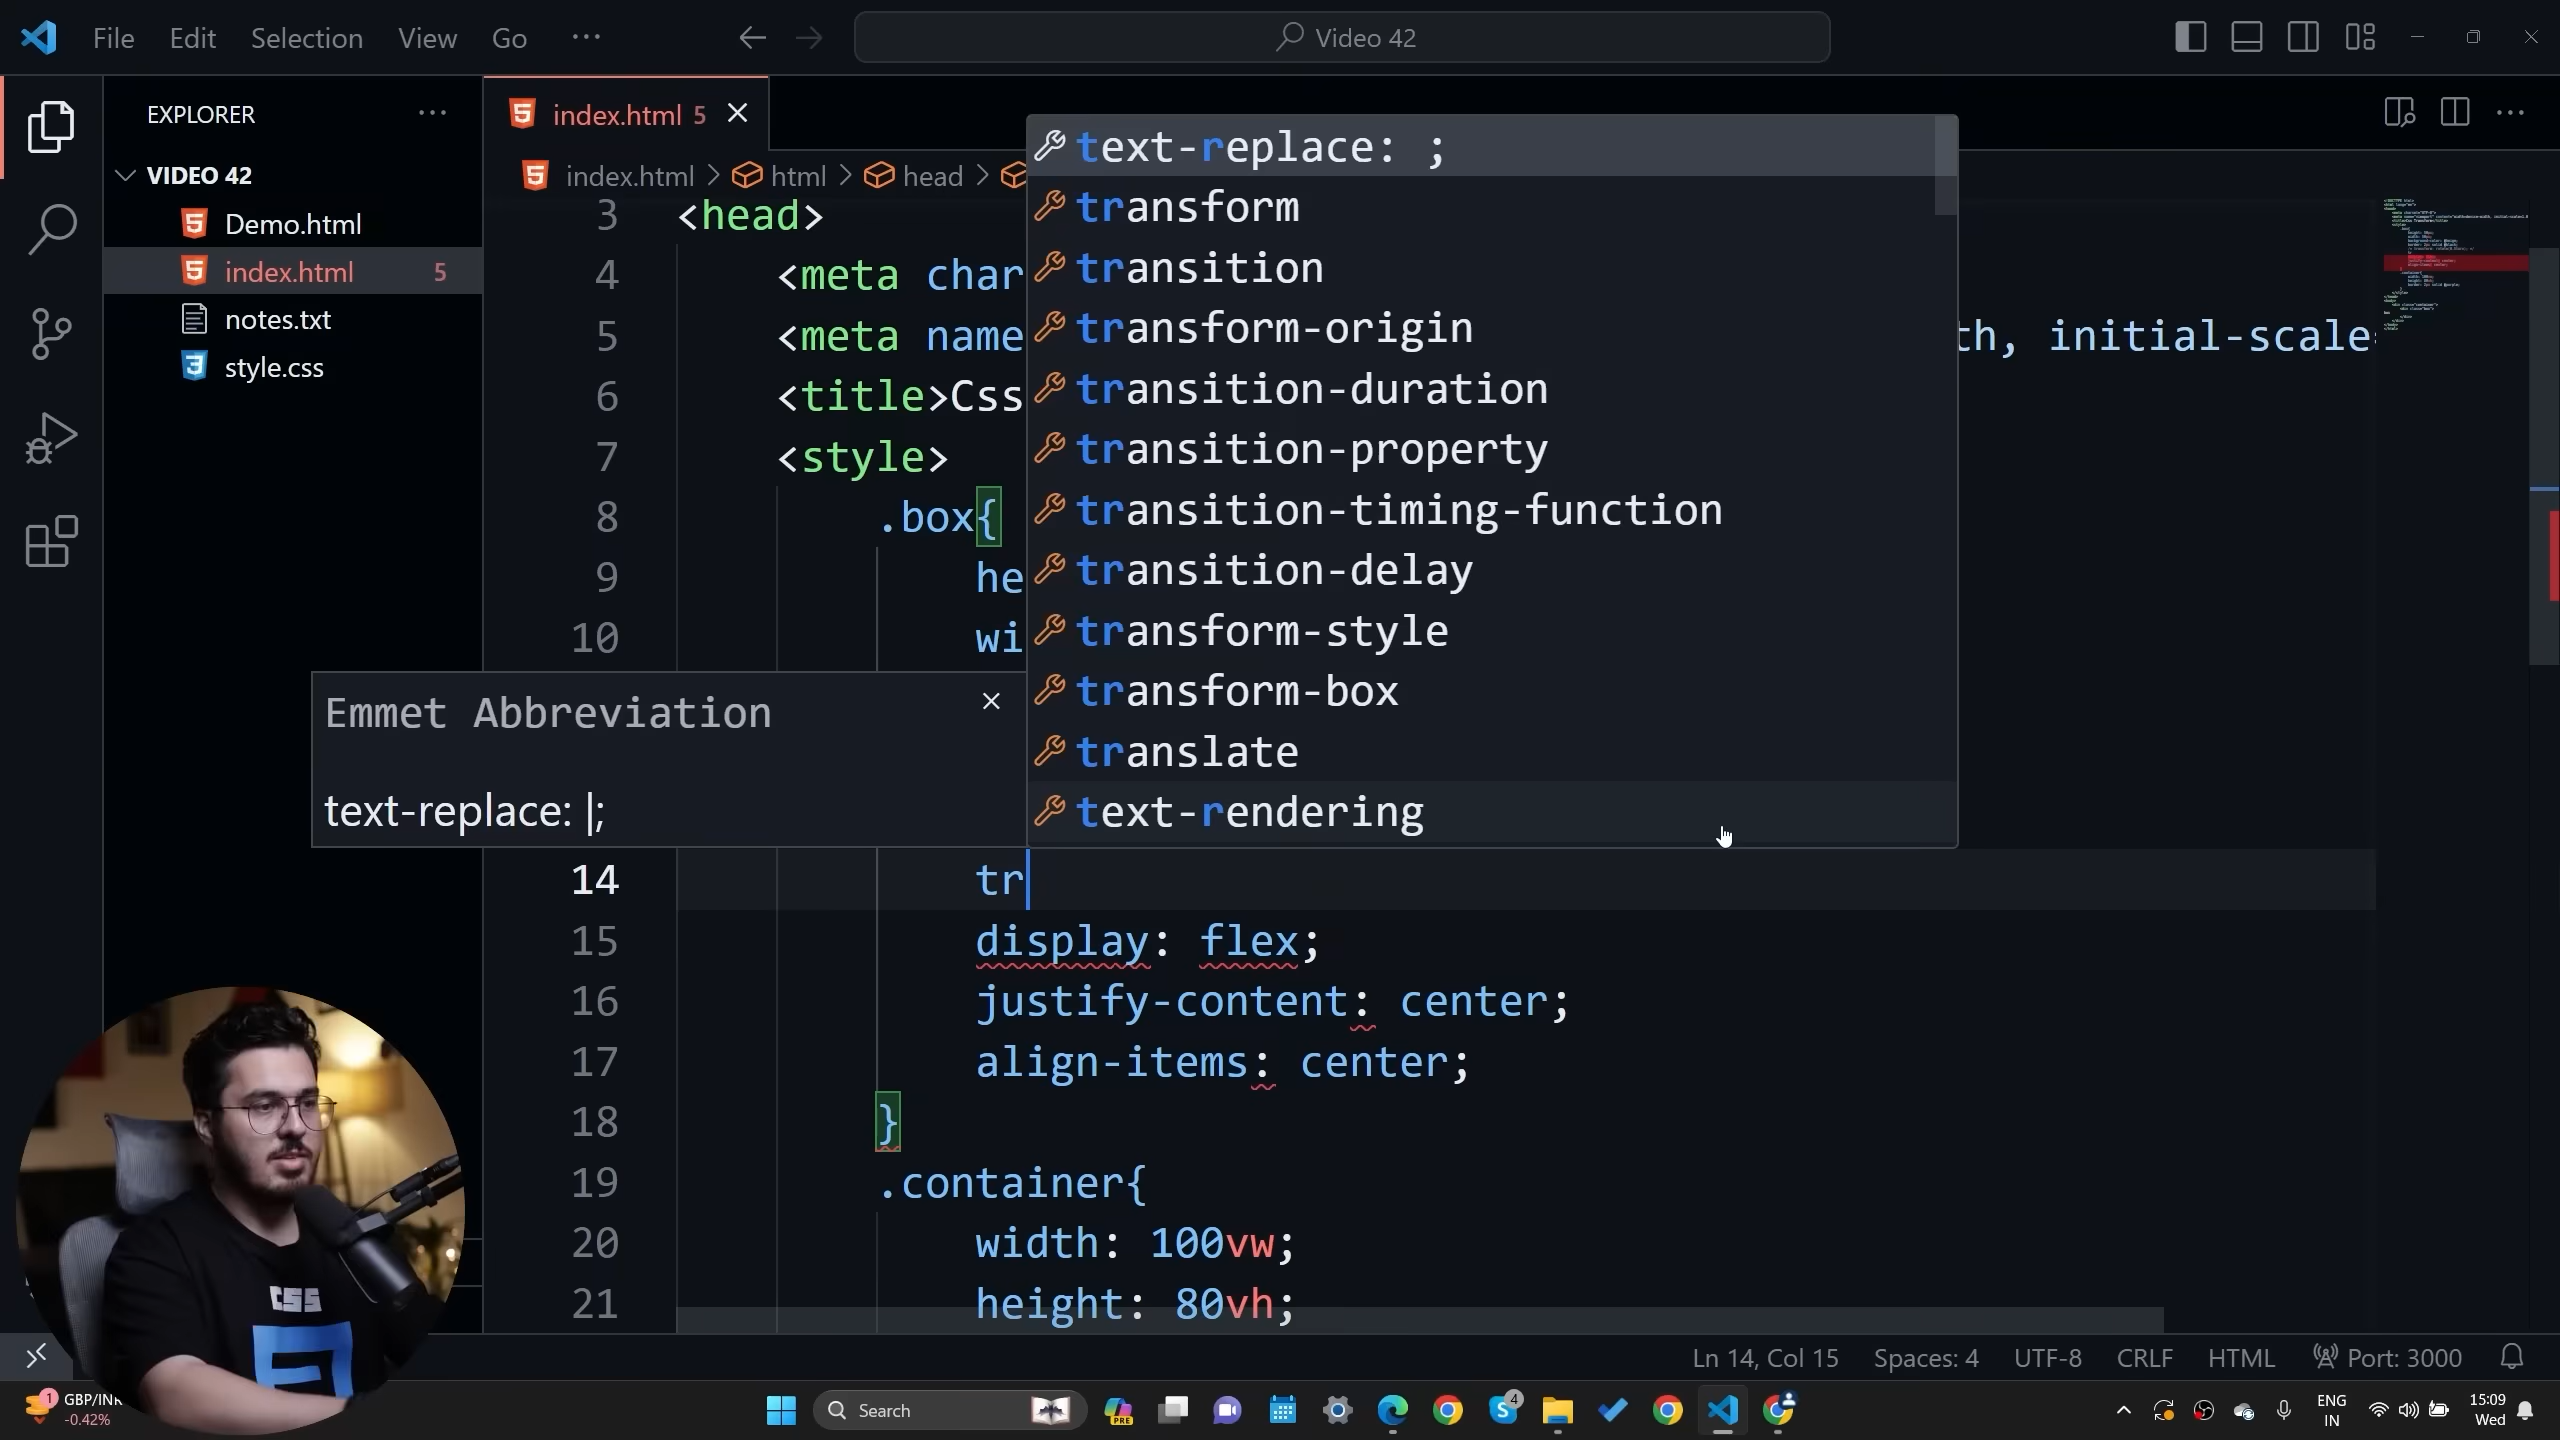 File Edit Selection View Go ···
Video 42
EXPLORER ···
VIDEO 42
Demo.html
index.html 5
notes.txt
style.css
index.html 5
index.html > html > head >
3 <head>
4 <meta char
5 <meta name th, initial-scale
6 <title>Css
7 <style>
8 .box{
9 he
10 wi
text-replace: ;
transform
transition
transform-origin
transition-duration
transition-property
transition-timing-function
transition-delay
transform-style
transform-box
translate
text-rendering
Emmet Abbreviation
text-replace: |;
14 tr
15 display: flex;
16 justify-content: center;
17 align-items: center;
18 }
19 .container{
20 width: 100vw;
21 height: 80vh;
CSS
Ln 14, Col 15 Spaces: 4 UTF-8 CRLF HTML Port: 3000
1 GBP/INR
-0.42%
Search
PRE
4
ENG
IN
15:09
Wed